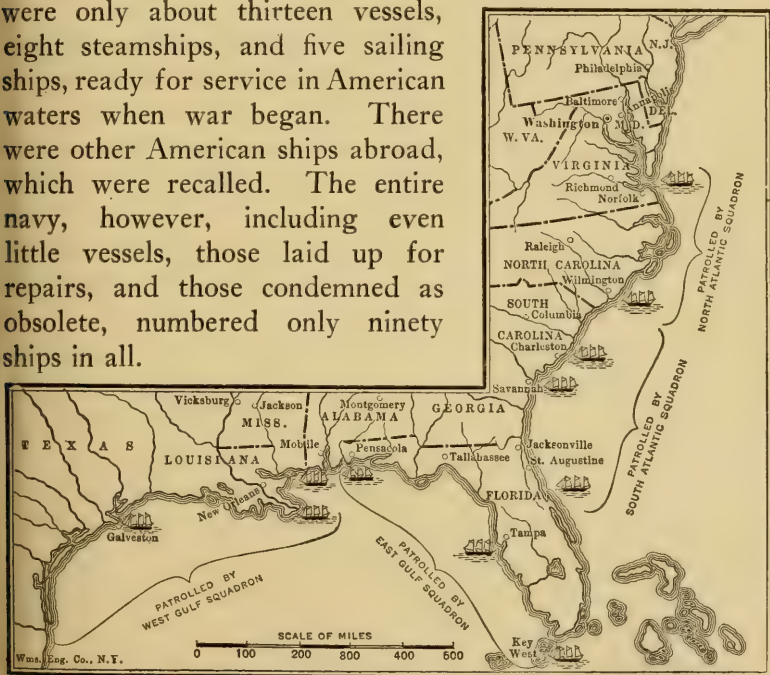 were only about thirteen vessels,
eight steamships, and five sailing
ships, ready for service in American
waters when war began. There
were other American ships abroad,
which were recalled. The entire
navy, however, including even
little vessels, those laid up for
repairs, and those condemned as
obsolete, numbered only ninety
ships in all.
PENNSYLVANIA
N.J.
Philadelphia
Baltimore
Annapolis
DE.
Washington
M.D.
W. VA.
VIRGINIA
Richmond
Norfolk
PATROLLED BY
NORTH ATLANTIC SQUADRON
Raleigh
NORTH CAROLINA
Wilmington
SOUTH
Columbia
CAROLINA
Charleston
Savannah
PATROLLED BY
SOUTH ATLANTIC SQUADRON
Vicksburg
Jackson
MISS.
Montgomery
ALABAMA
GEORGIA
TEXAS
LOUISIANA
Mobile
Pensacola
Tallahassee
Jacksonville
St. Augustine
New Orleans
FLORIDA
Galveston
Tampa
PATROLLED BY
WEST GULF SQUADRON
PATROLLED BY
EAST GULF SQUADRON
SCALE OF MILES
0 100 200 300 400 500
Key
West
Wms. Eng. Co., N.Y.